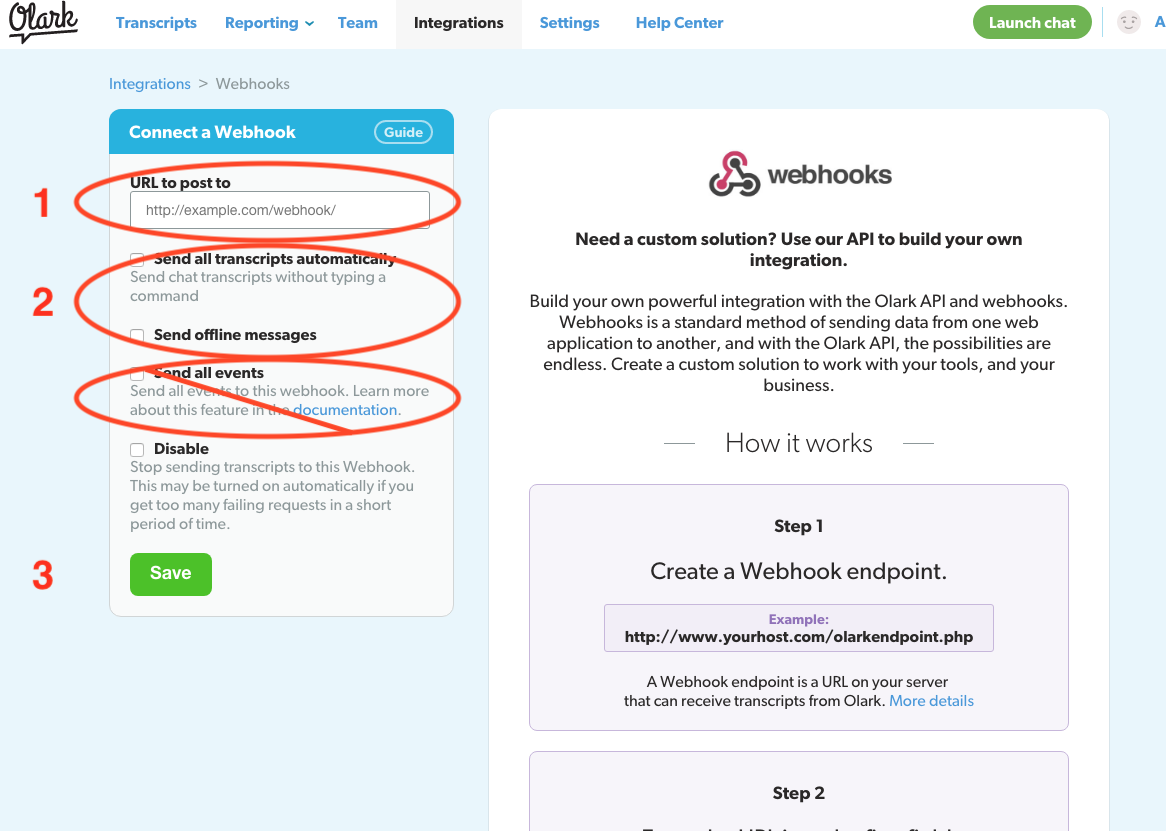 Olark
Transcripts Reporting Team Integrations Settings Help Center Launch chat A
Integrations > Webhooks
Connect a Webhook Guide
1
URL to post to
http://example.com/webhook/
2
Send all transcripts automatically
Send chat transcripts without typing a
command
Send offline messages
Send all events
Send all events to this webhook. Learn more
about this feature in the documentation.
Disable
Stop sending transcripts to this Webhook.
This may be turned on automatically if you
get too many failing requests in a short
period of time.
3
Save
webhooks
Need a custom solution? Use our API to build your own
integration.
Build your own powerful integration with the Olark API and webhooks.
Webhooks is a standard method of sending data from one web
application to another, and with the Olark API, the possibilities are
endless. Create a custom solution to work with your tools, and your
business.
How it works
Step 1
Create a Webhook endpoint.
Example:
http://www.yourhost.com/olarkendpoint.php
A Webhook endpoint is a URL on your server
that can receive transcripts from Olark. More details
Step 2